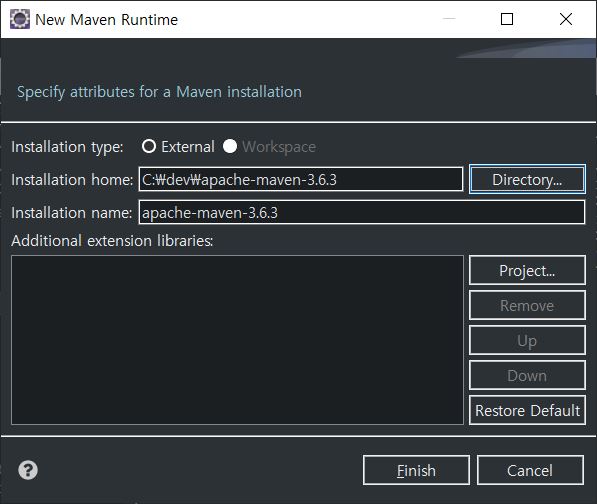 New Maven Runtime
Specify attributes for a Maven installation
Installation type: External Workspace
Installation home: C:₩dev₩apache-maven-3.6.3 Directory...
Installation name: apache-maven-3.6.3
Additional extension libraries:
Project...
Remove
Up
Down
Restore Default
?
Finish Cancel